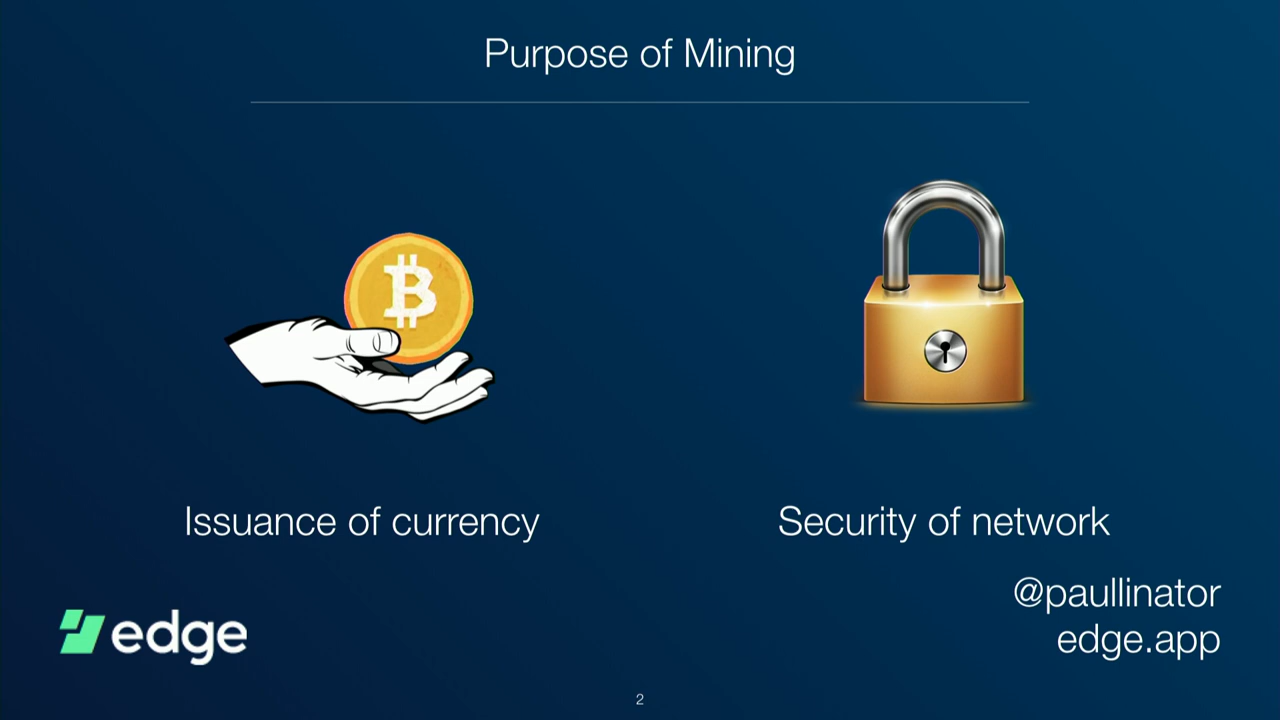 Purpose of Mining
Issuance of currency
Security of network
@paullinator
edge.app
edge
2